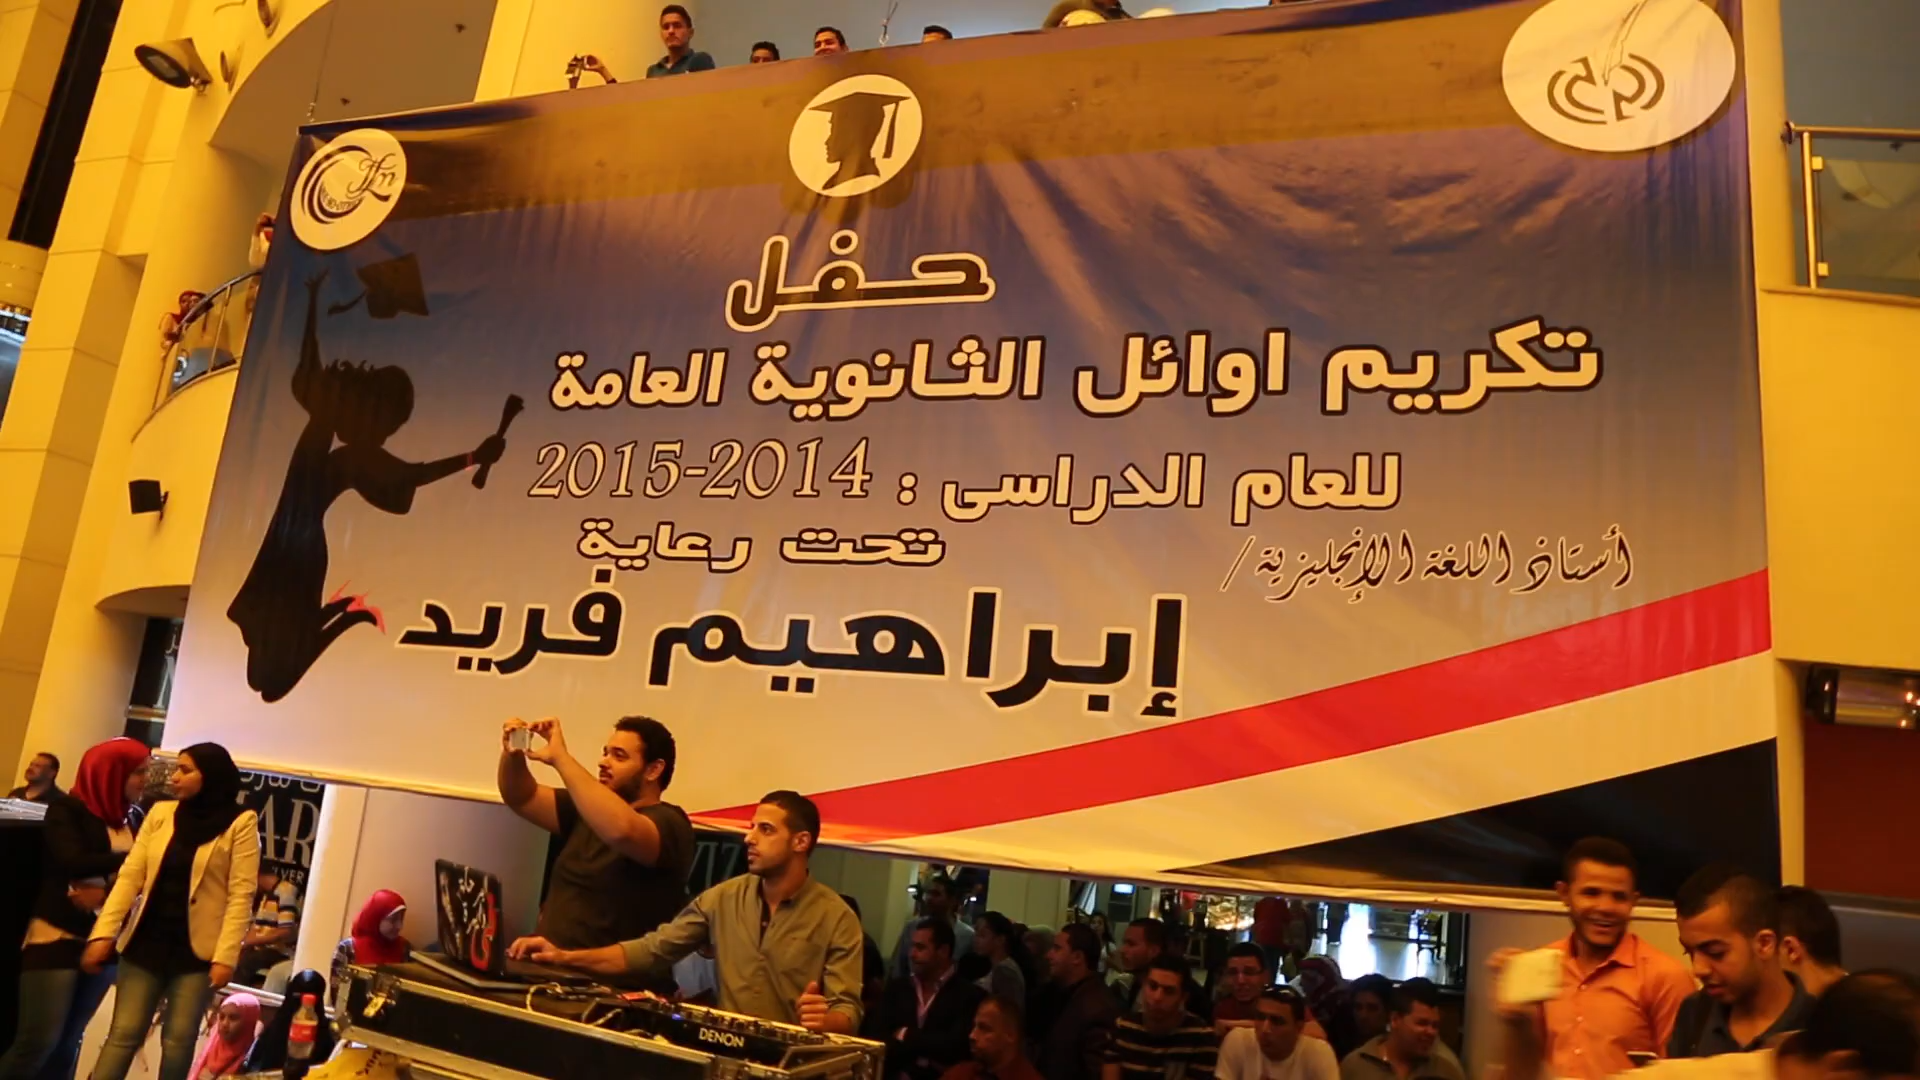 حفل
تكريم اوائل الثانوية العامة
للعام الدراسى : 2014-2015
تحت رعاية
أستاذ اللغة الإنجليزية /
إبراهيم فريد
DENON